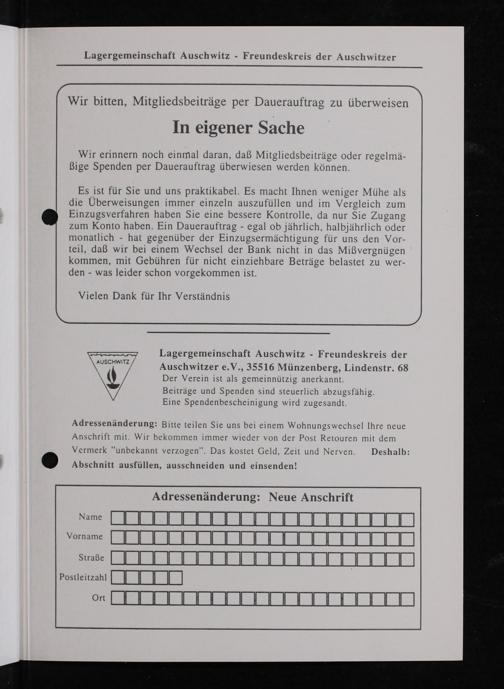 Lagergemeinschaft Auschwitz - Freundeskreis der Auschwitzer
Wir bitten, Mitgliedsbeiträge per Dauerauftrag zu überweisen
In eigener Sache
Wir erinnern noch einmal daran, daß Mitgliedsbeiträge oder regelmä-
ßige Spenden per Dauerauftrag überwiesen werden können.
Es ist für Sie und uns praktikabel. Es macht Ihnen weniger Mühe als
die Überweisungen immer einzeln auszufüllen und im Vergleich zum
Einzugsverfahren haben Sie eine bessere Kontrolle, da nur Sie Zugang
zum Konto haben. Ein Dauerauftrag - egal ob jährlich, halbjährlich oder
monatlich - hat gegenüber der Einzugsermächtigung für uns den Vor-
teil, daß wir bei einem Wechsel der Bank nicht in das Mißvergnügen
kommen, mit Gebühren für nicht einziehbare Beträge belastet zu wer-
den - was leider schon vorgekommen ist.
Vielen Dank für Ihr Verständnis
AUSCHWITZ
Lagergemeinschaft Auschwitz - Freundeskreis der
Auschwitzer e.V., 35516 Münzenberg, Lindenstr. 68
Der Verein ist als gemeinnützig anerkannt.
Beiträge und Spenden sind steuerlich abzugsfähig.
Eine Spendenbescheinigung wird zugesandt.
Adressenänderung: Bitte teilen Sie uns bei einem Wohnungswechsel Ihre neue
Anschrift mit. Wir bekommen immer wieder von der Post Retouren mit dem
Vermerk "unbekannt verzogen". Das kostet Geld, Zeit und Nerven. Deshalb:
Abschnitt ausfüllen, ausschneiden und einsenden!
Adressenänderung: Neue Anschrift
Name
Vorname
Straße
Postleitzahl
Ort